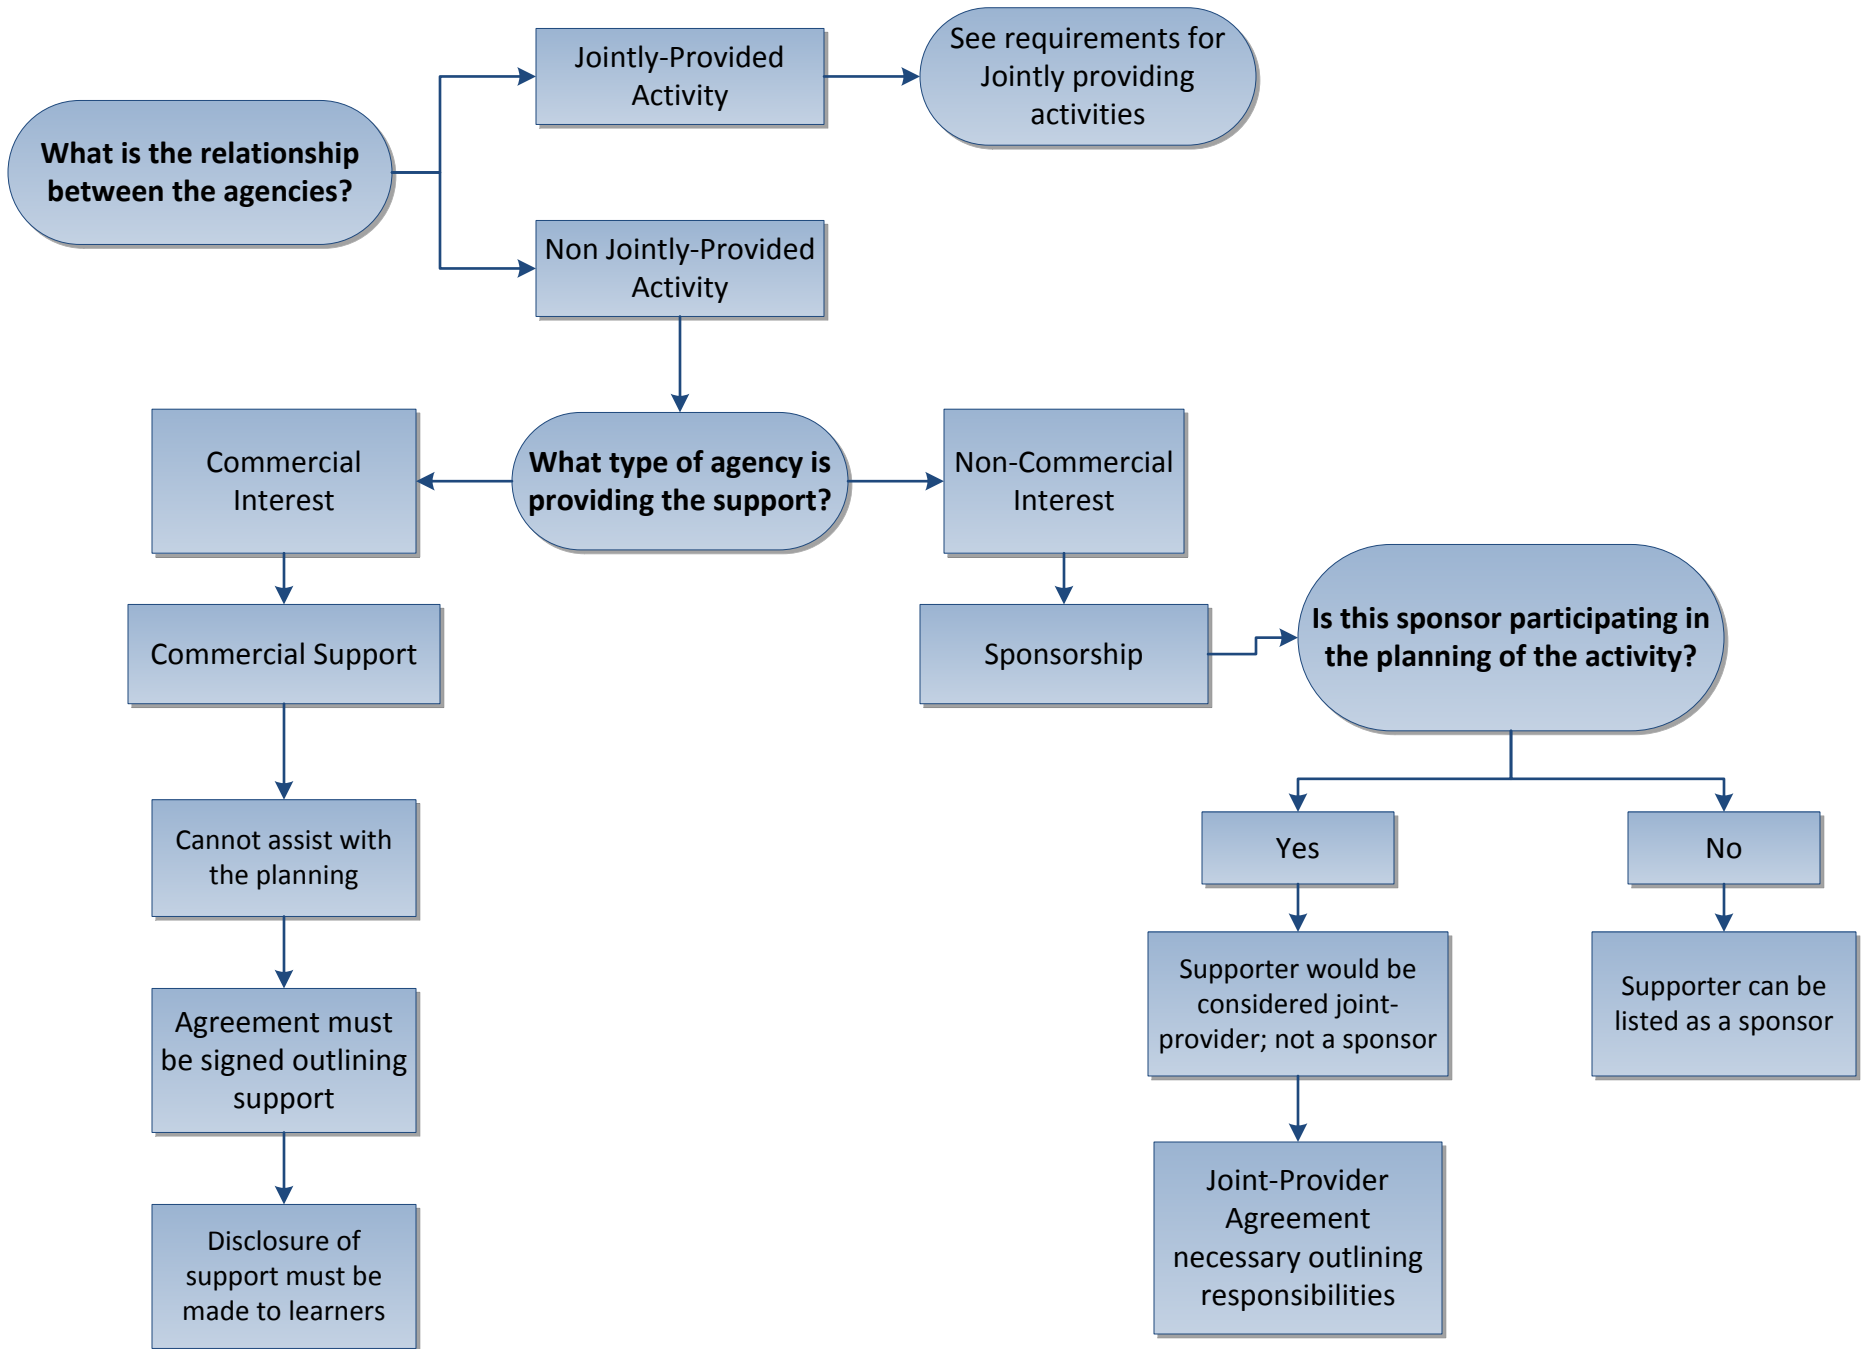 Jointly-Provided
Activity
See requirements for
Jointly providing
activities
What is the relationship
between the agencies?
Non Jointly-Provided
Activity
Commercial
Interest
What type of agency is
providing the support?
Non-Commercial
Interest
Commercial Support
Sponsorship
Is this sponsor participating in
the planning of the activity?
Cannot assist with
the planning
Yes
No
Agreement must
be signed outlining
support
Supporter would be
considered joint-
provider; not a sponsor
Supporter can be
listed as a sponsor
Disclosure of
support must be
made to learners
Joint-Provider
Agreement
necessary outlining
responsibilities